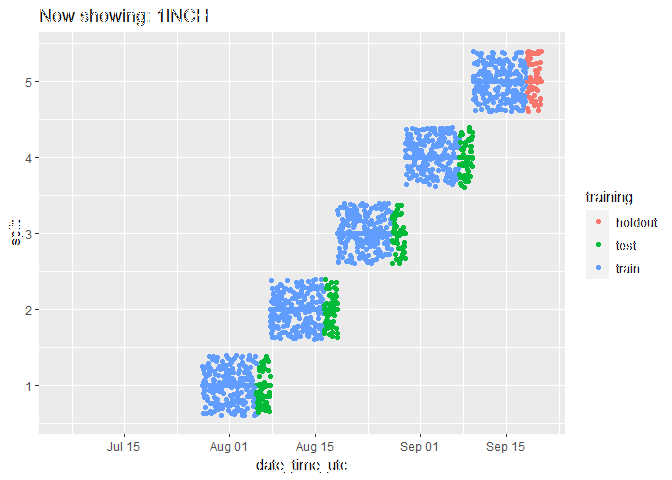 Now showing: 1INCH
5
4
3
2
1
Jul 15
Aug 01
Aug 15
Sep 01
Sep 15
date_time_utc
training
holdout
test
train